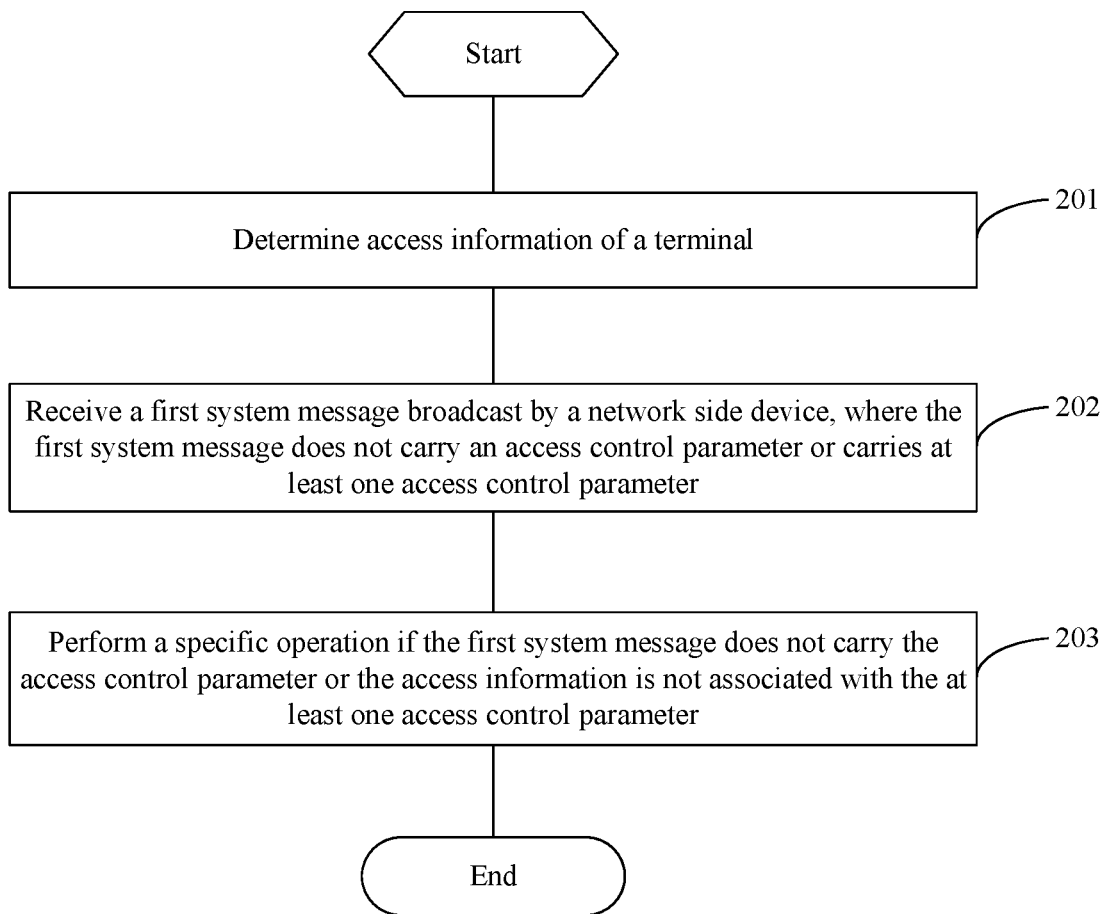 Start
201
Determine access information of a terminal
202
Receive a first system message broadcast by a network side device, where the
first system message does not carry an access control parameter or carries at
least one access control parameter
203
Perform a specific operation if the first system message does not carry the
access control parameter or the access information is not associated with the at
least one access control parameter
End